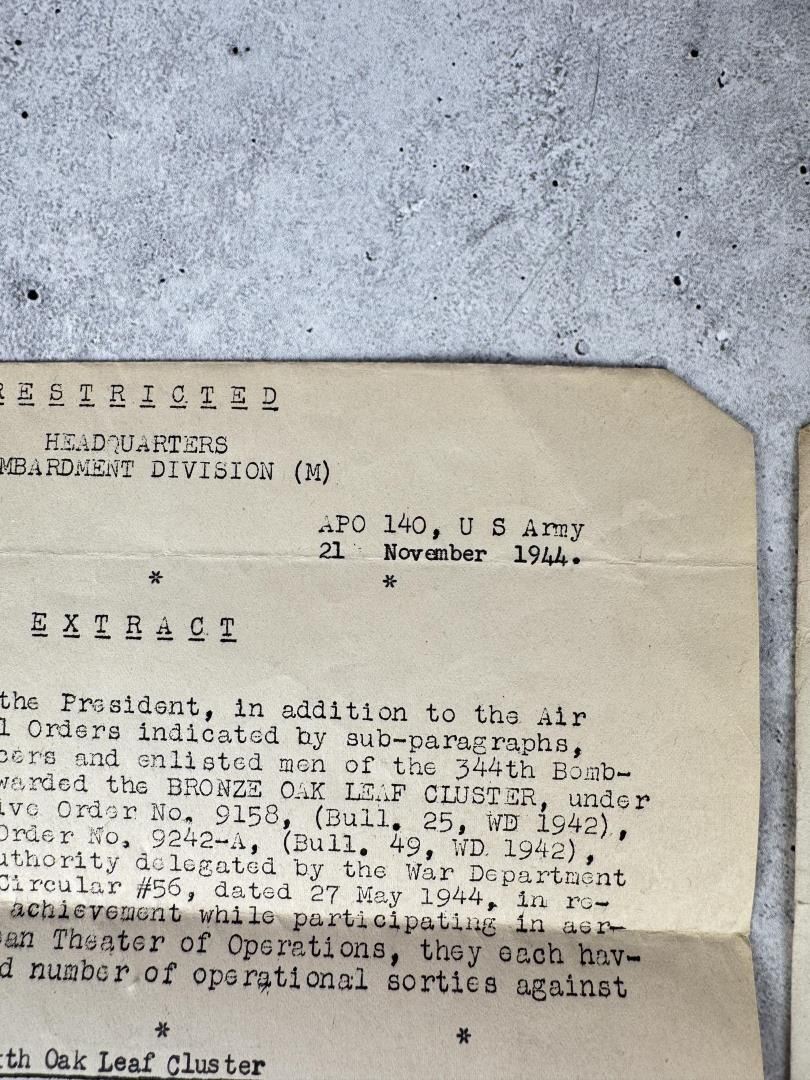 RESTRICTED
HEADQUARTERS
MBARDMENT DIVISION (M)
APO 140, U S Army
21 November 1944.
* *
EXTRACT
the President, in addition to the Air
l Orders indicated by sub-paragraphs,
cers and enlisted men of the 344th Bomb-
warded the BRONZE OAK LEAF CLUSTER, under
ive Order No. 9158, (Bull. 25, WD 1942),
Order No. 9242-A, (Bull. 49, WD. 1942),
uthority delegated by the War Department
Circular #56, dated 27 May 1944, in re-
achievement while participating in aer-
an Theater of Operations, they each hav-
d number of operational sorties against
* *
xth Oak Leaf Cluster